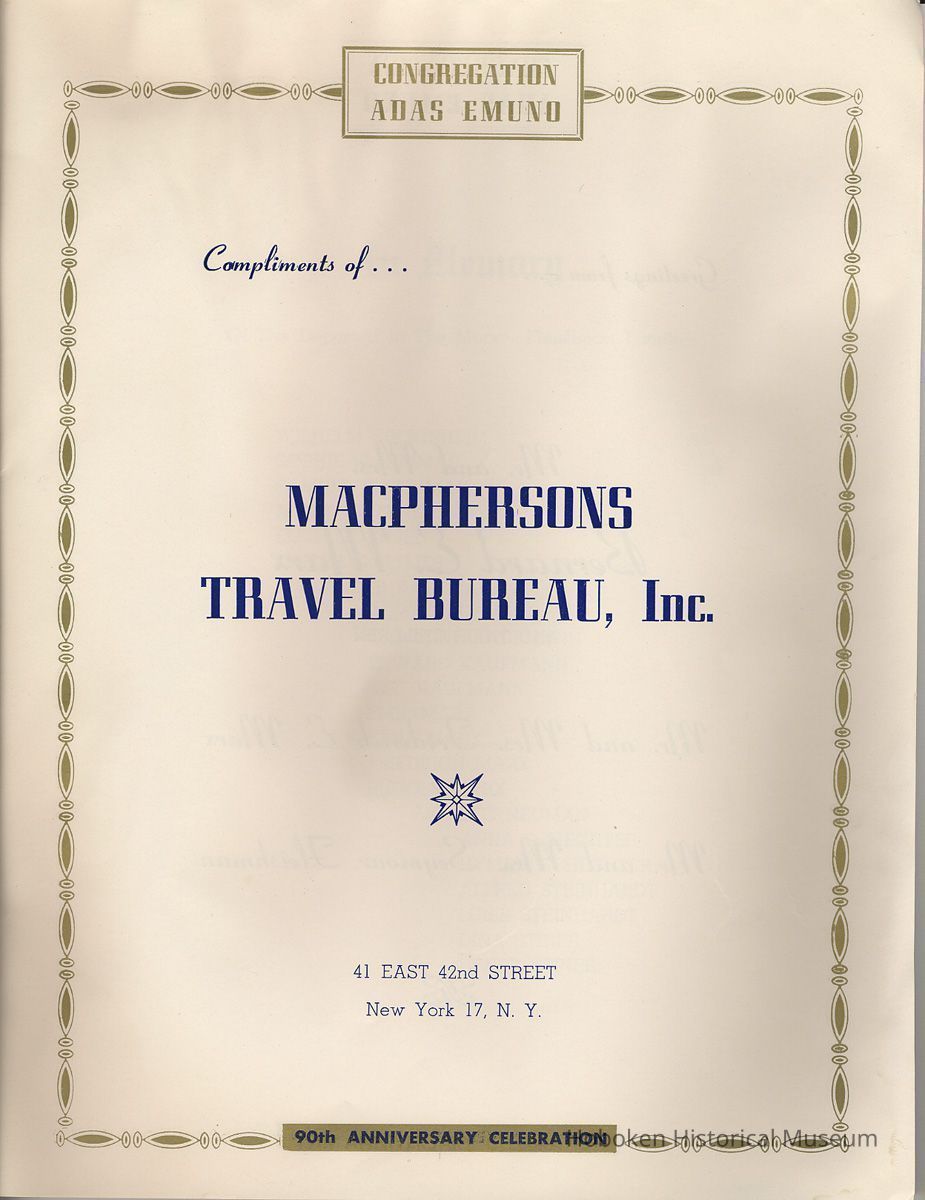 CONGREGATION
ADAS EMUNO
Compliments of . . .
MACPHERSONS
TRAVEL BUREAU, Inc.
41 EAST 42nd STREET
New York 17, N. Y.
90th ANNIVERSARY CELEBRATION
Hoboken Historical Museum